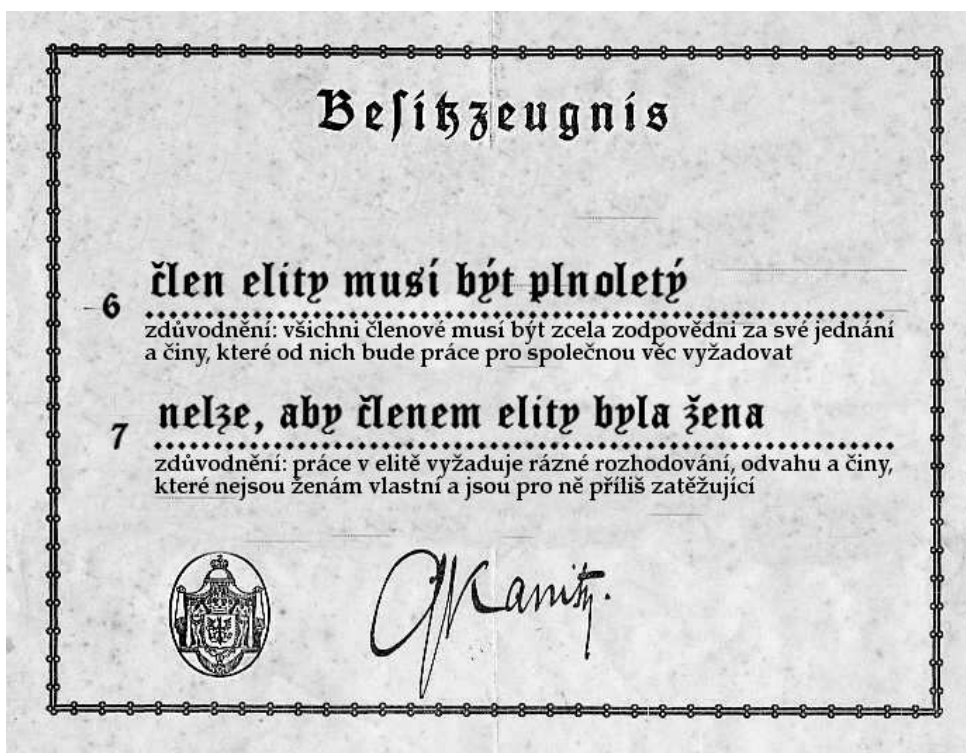 Besitzzeugnis
6 člen elity musí být plnoletý
zdůvodnění: všichni členové musí být zcela zodpovědni za své jednání
a činy, které od nich bude práce pro společnou věc vyžadovat
7 nelze, aby členem elity byla žena
zdůvodnění: práce v elitě vyžaduje rázné rozhodování, odvahu a činy,
které nejsou ženám vlastní a jsou pro ně příliš zatěžující
Kanitz.